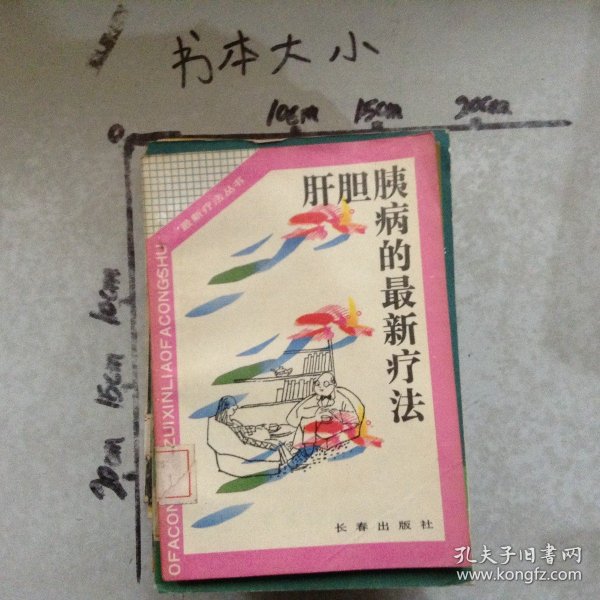 书本大小
10cm 15cm 20cm
0
10cm
15cm
20cm
"最新疗法丛书"
肝胆胰病的最新疗法
OFACON
ZUIXINLIAOFACONGSHU
长春出版社
孔夫子旧书网
www.kongfz.com